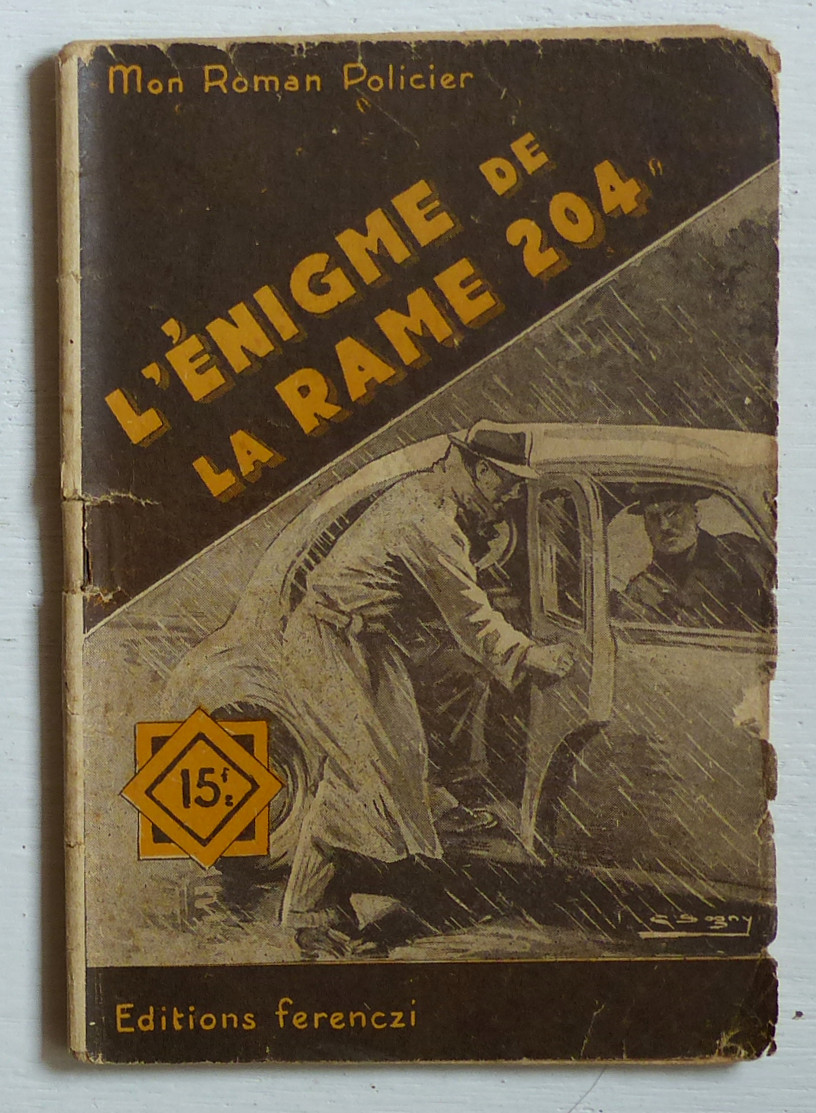 Mon Roman Policier
L'ÉNIGME DE
LA RAME 204
15f
Editions ferenczi